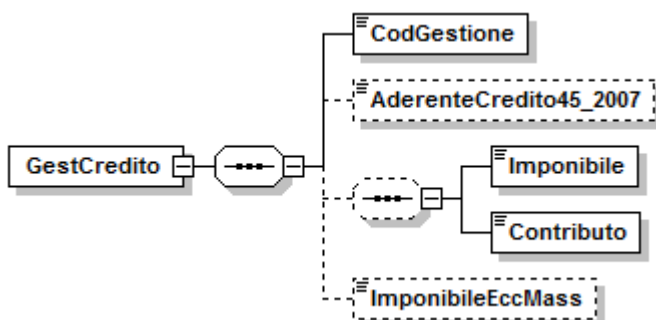 CodGestione
AderenteCredito45_2007
GestCredito
Imponibile
Contributo
ImponibileEccMass